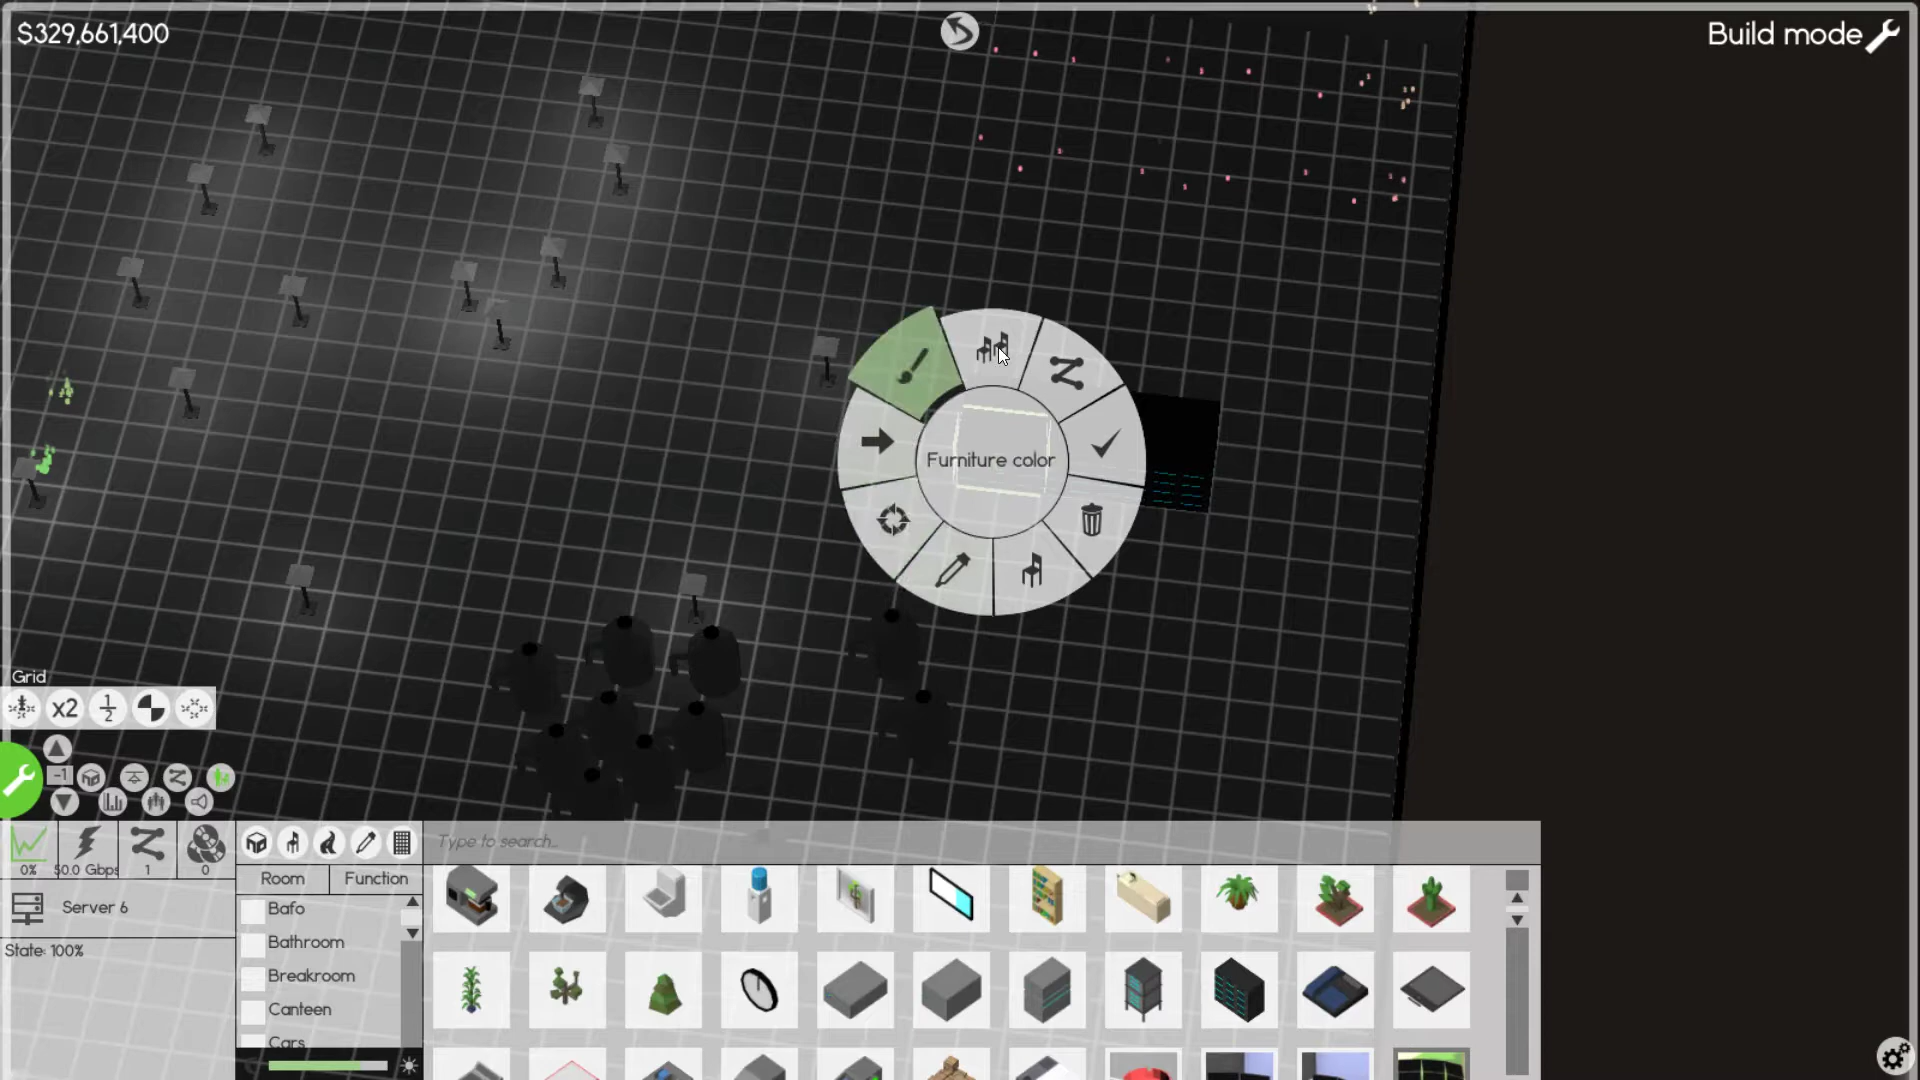 $329,661,400
Build mode
Furniture color
Grid
x2
1/2
-1
Type to search...
0%
50.0 Gbps
1
0
Room
Function
Server 6
Bafo
Bathroom
State: 100%
Breakroom
Canteen
Cars